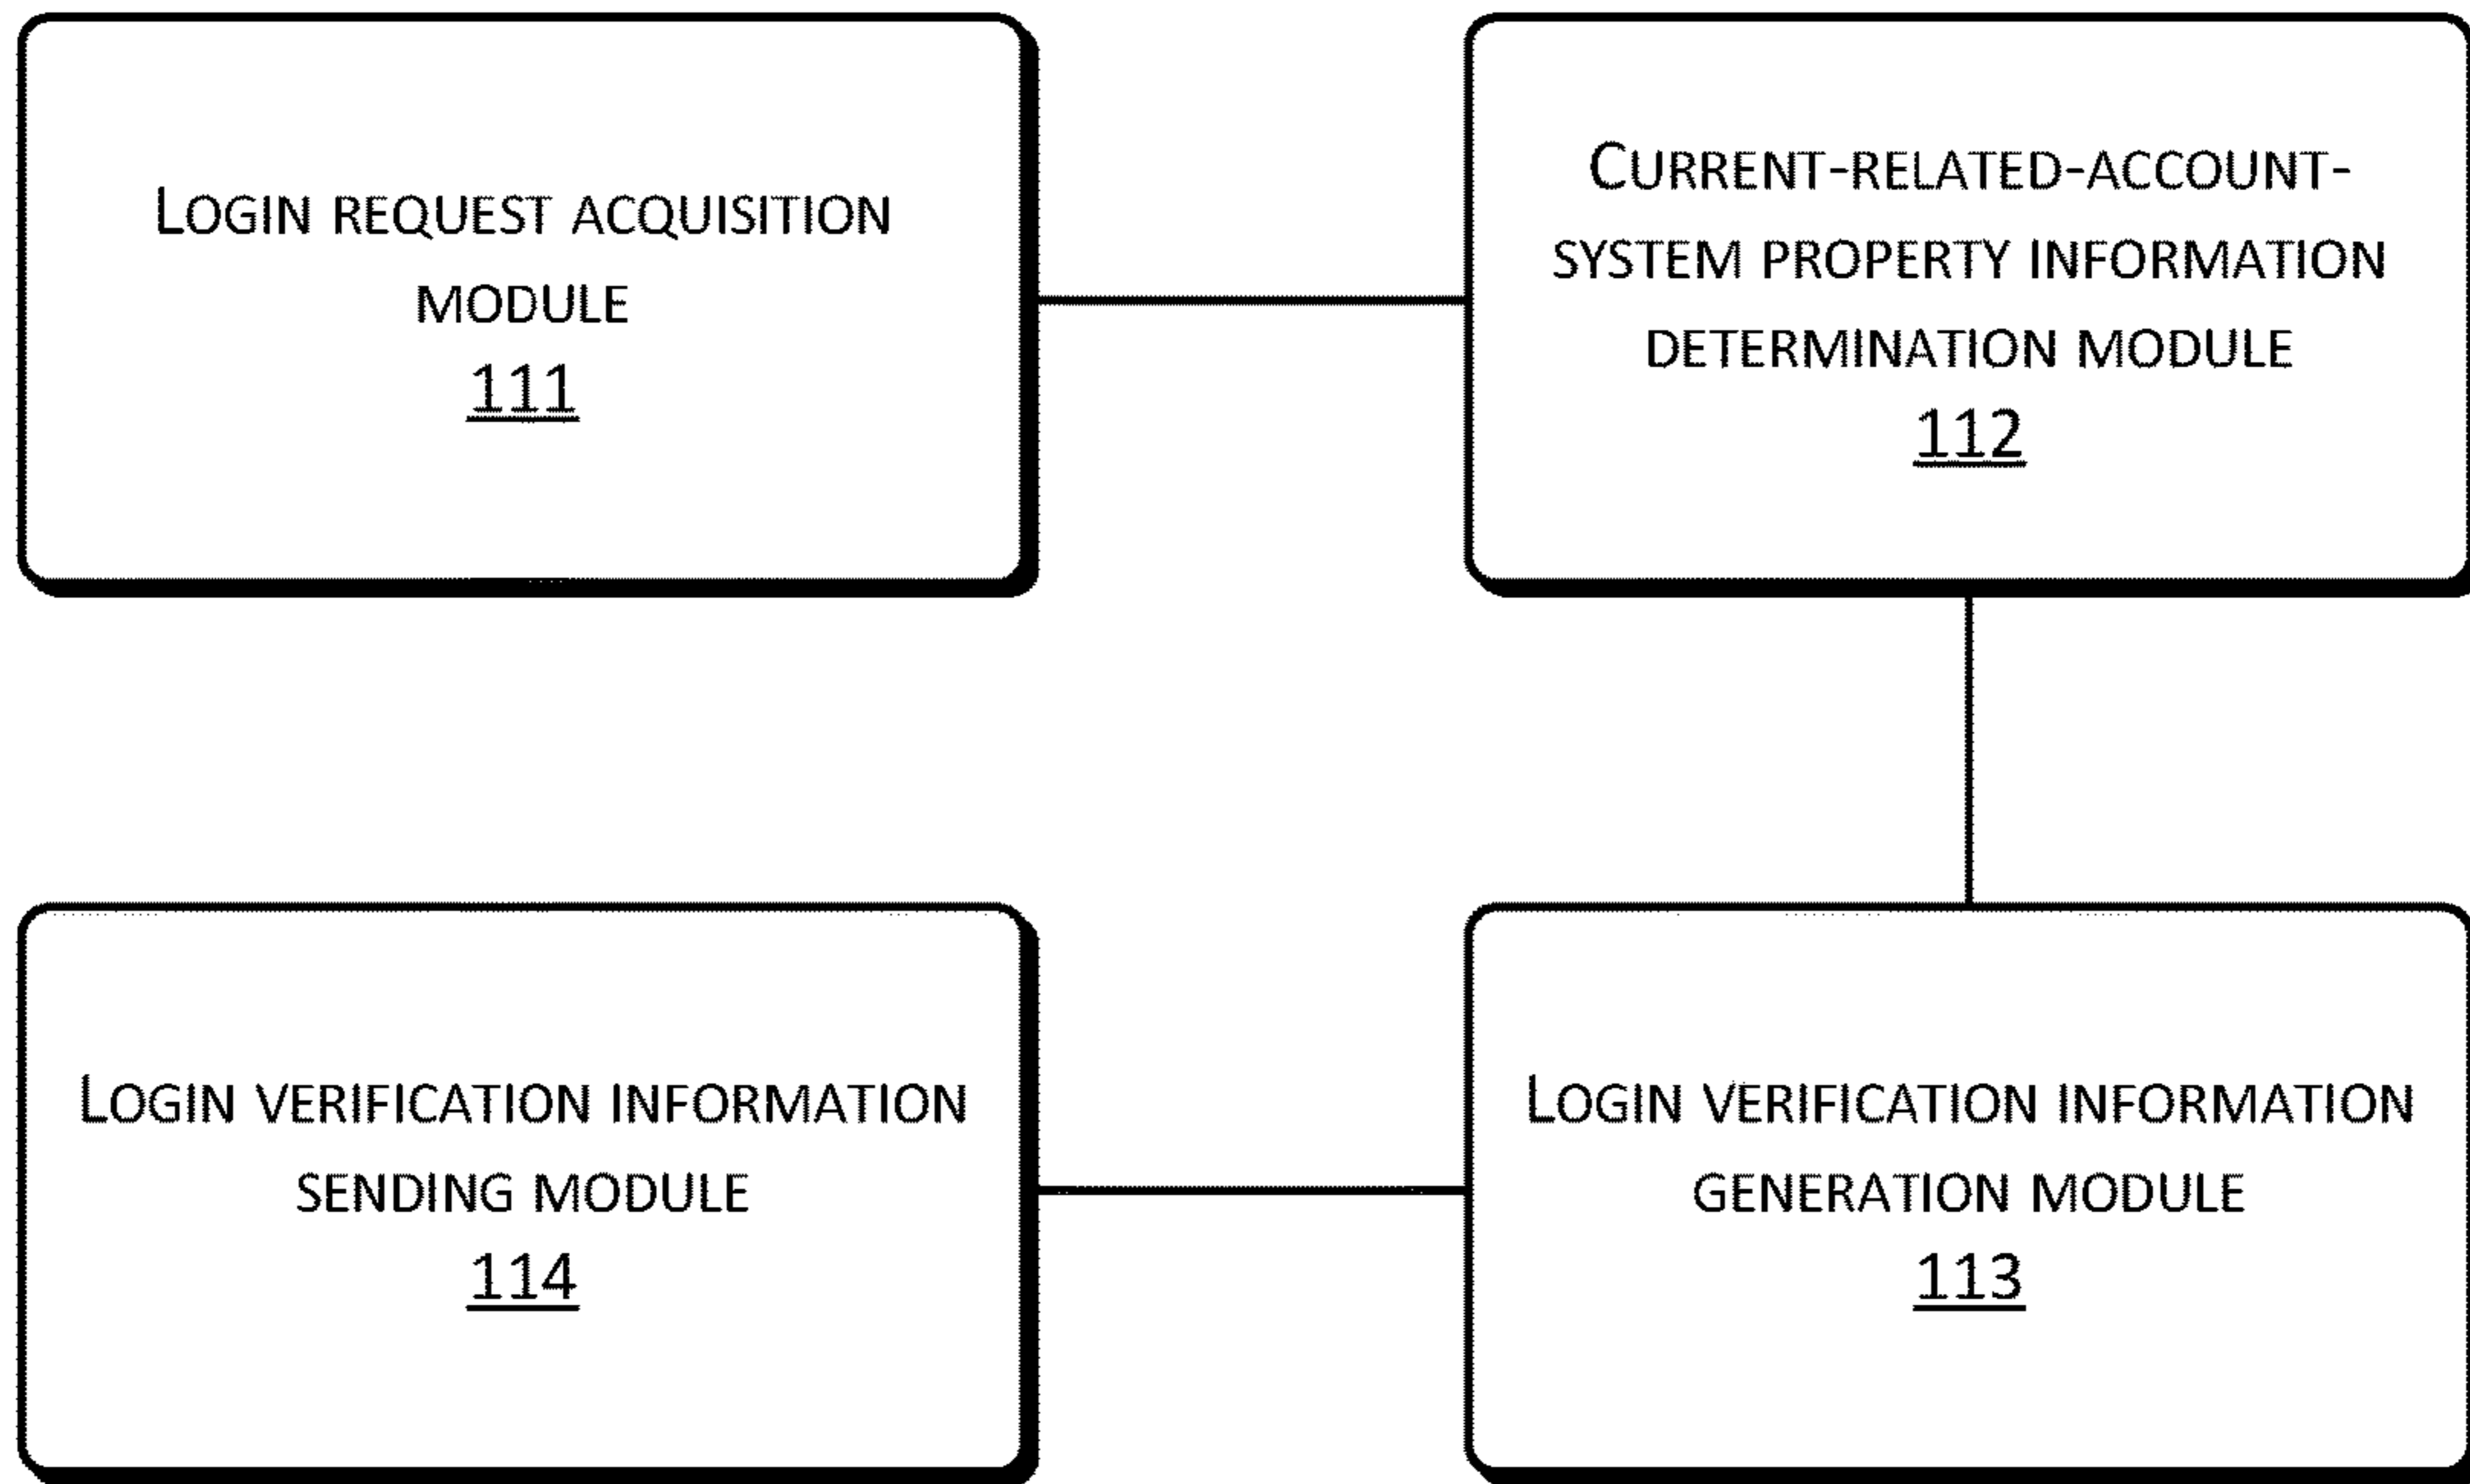 LOGIN REQUEST ACQUISITION
MODULE
111
CURRENT-RELATED-ACCOUNT-
SYSTEM PROPERTY INFORMATION
DETERMINATION MODULE
112
LOGIN VERIFICATION INFORMATION
SENDING MODULE
114
LOGIN VERIFICATION INFORMATION
GENERATION MODULE
113